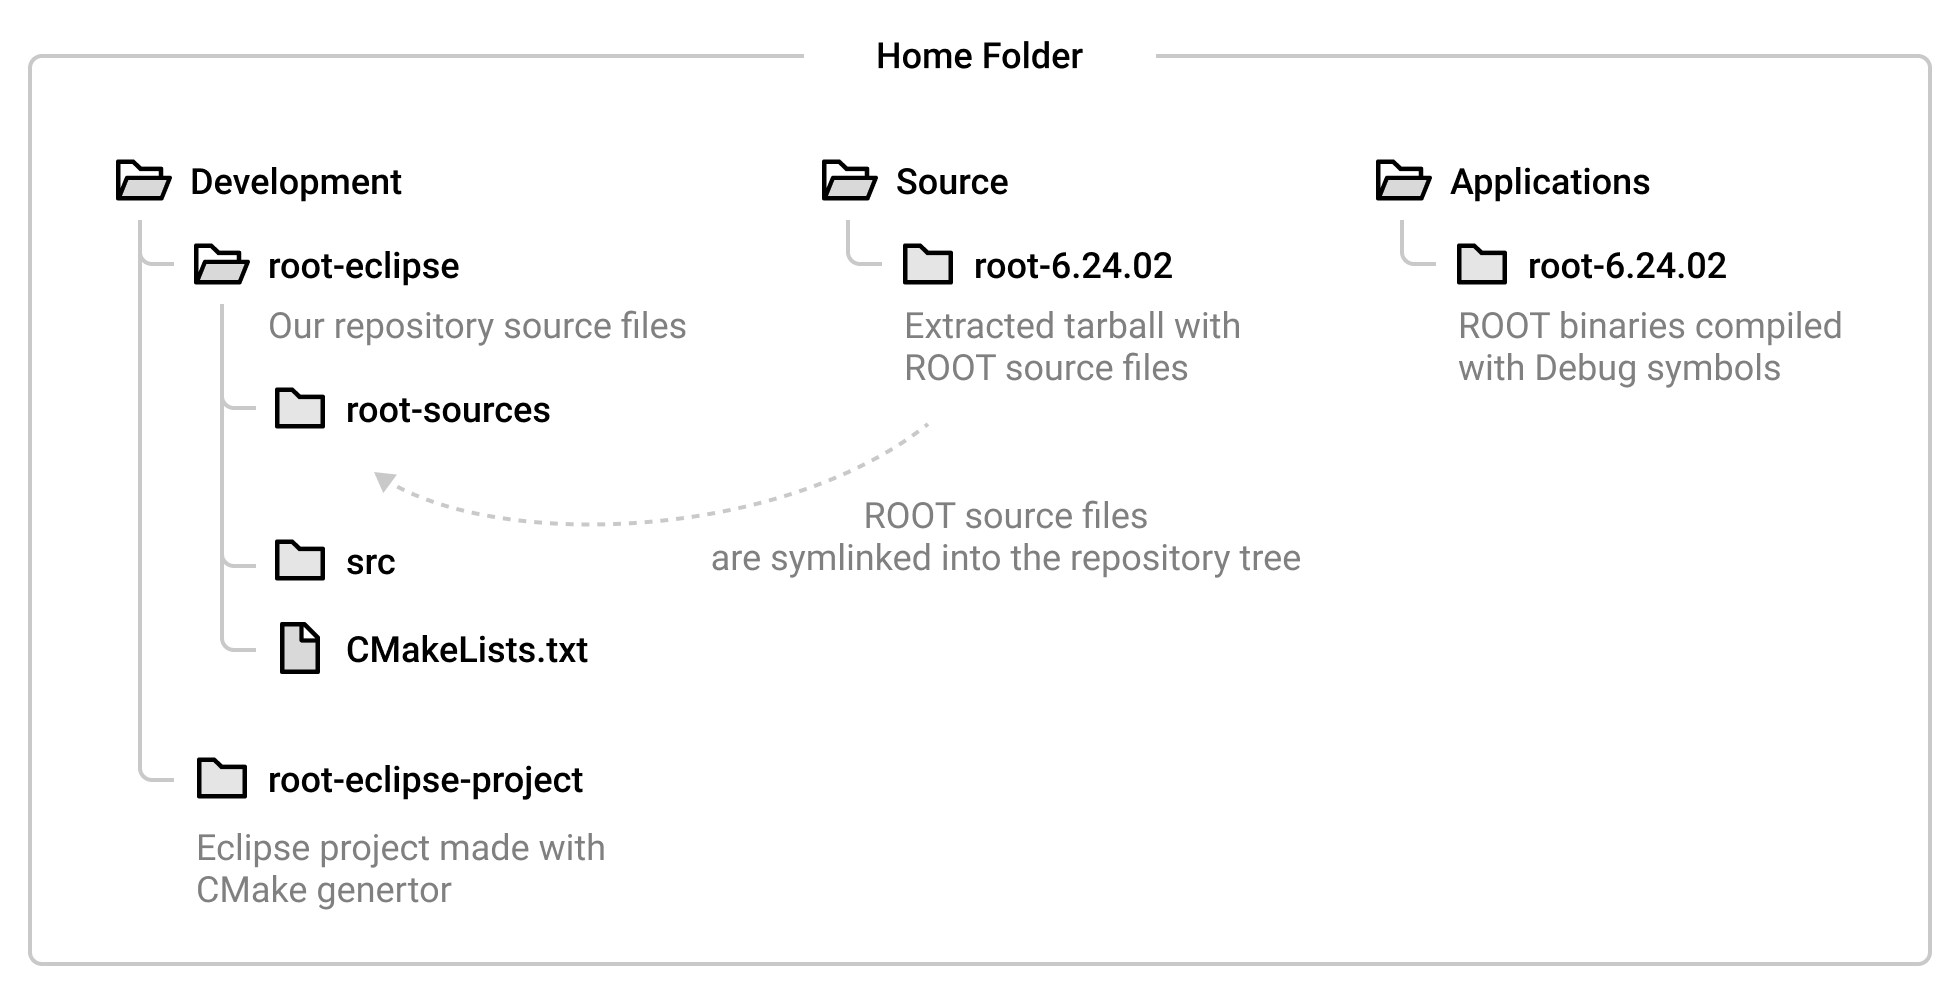 Home Folder
Development
root-eclipse
Our repository source files
root-sources
src
CMakeLists.txt
root-eclipse-project
Eclipse project made with
CMake genertor
Source
root-6.24.02
Extracted tarball with
ROOT source files
ROOT source files
are symlinked into the repository tree
Applications
root-6.24.02
ROOT binaries compiled
with Debug symbols